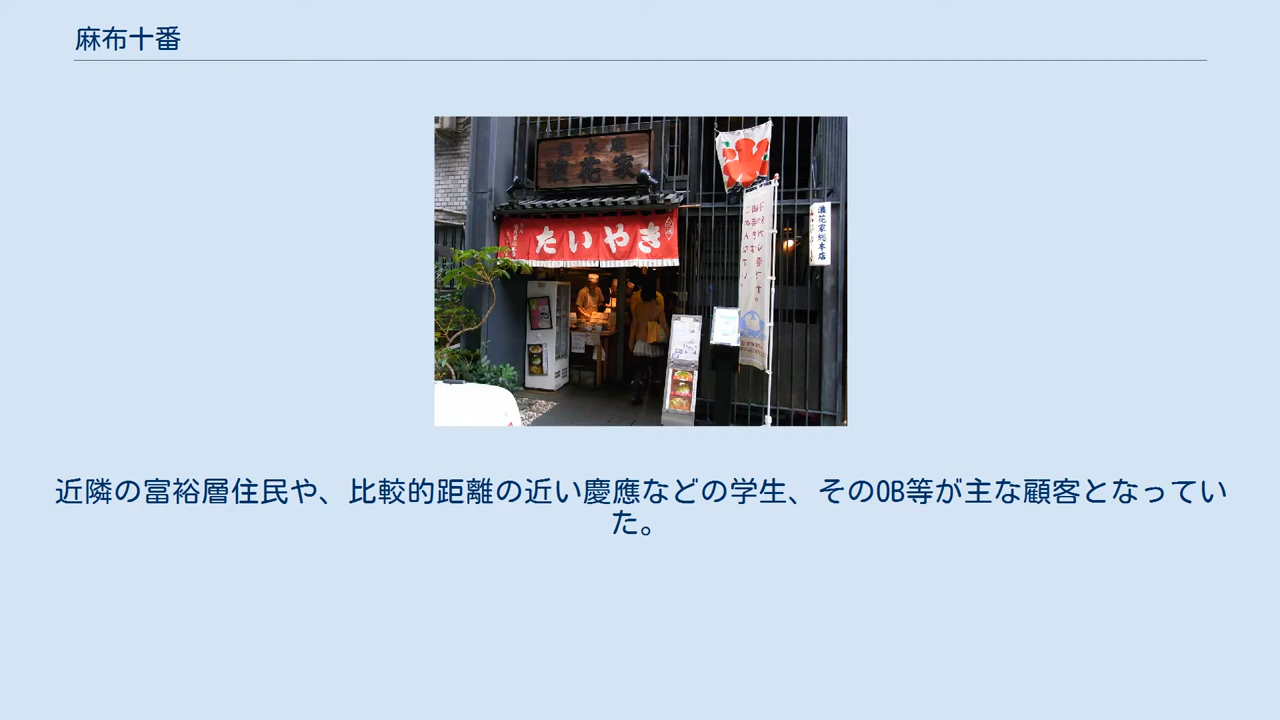 麻布十番
総本店
浪花家
たいやき
浪花家総本店
近隣の富裕層住民や、比較的距離の近い慶應などの学生、そのOB等が主な顧客となってい
た。